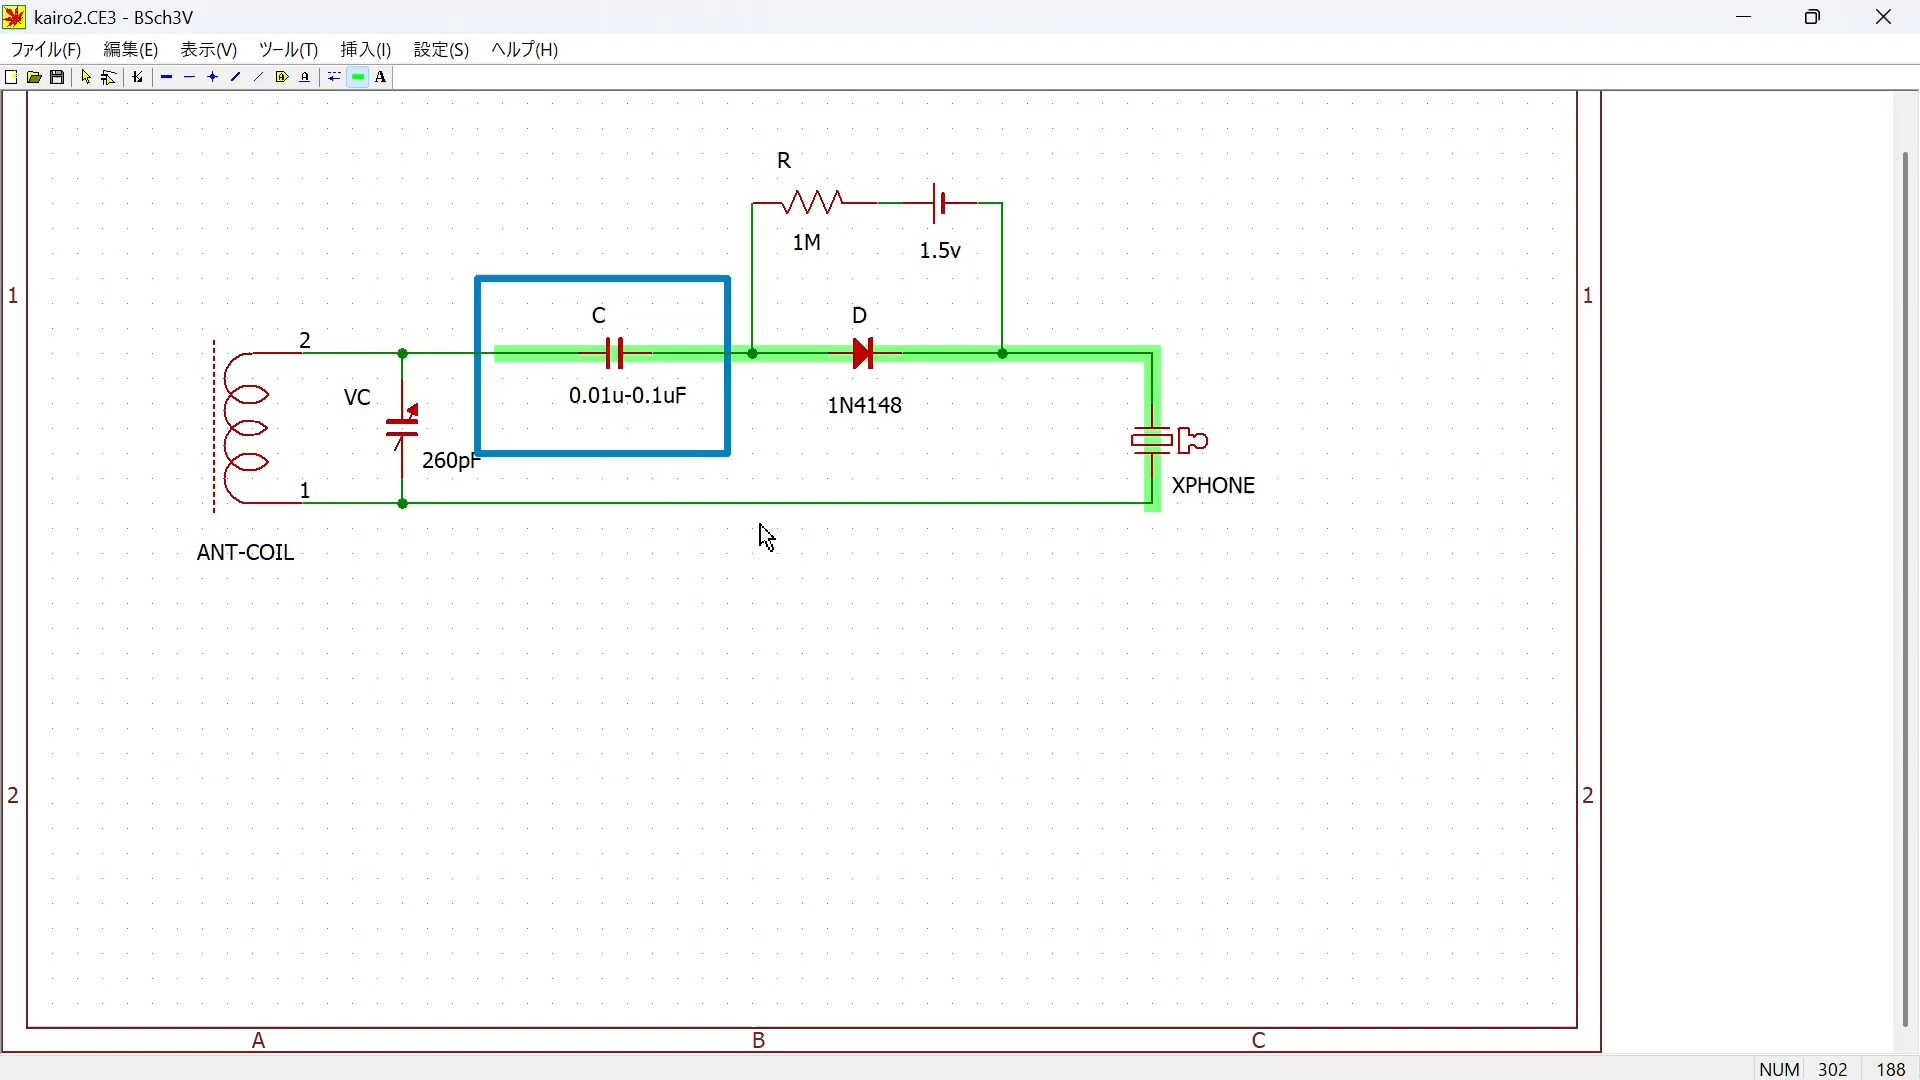 kairo2.CE3 - BSch3V
ファイル(F) 編集(E) 表示(V) ツール(T) 挿入(I) 設定(S) ヘルプ(H)
A
R
1M
1.5v
1
1
C
D
2
0.01u-0.1uF
VC
1N4148
260pF
1
XPHONE
ANT-COIL
2
2
A
B
C
NUM 302 188